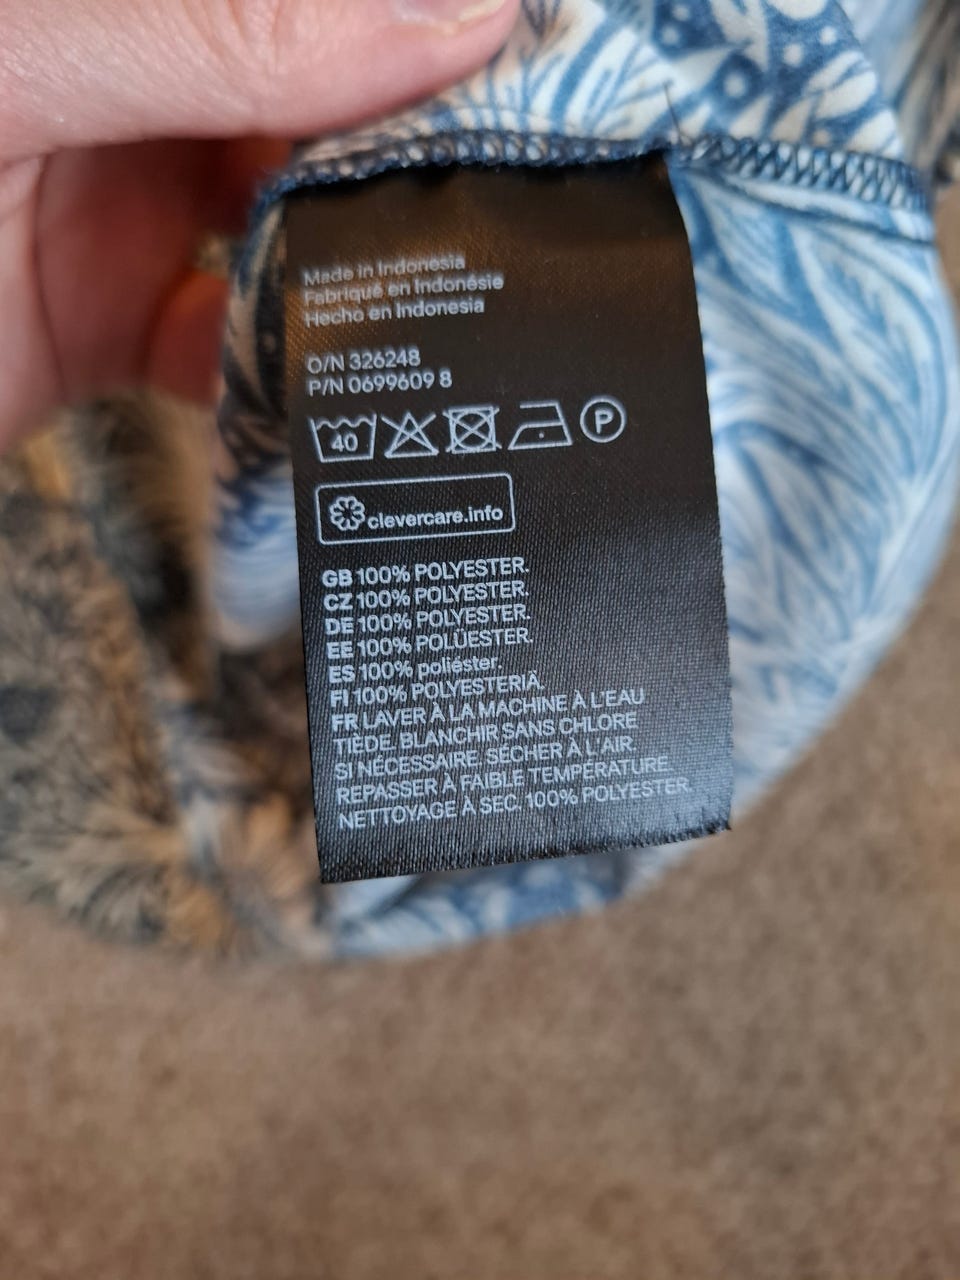 Made in Indonesia
Fabriqué en Indonésie
Hecho en Indonesia
O/N 326248
P/N 0699609 8
40 P
clevercare.info
GB 100% POLYESTER.
CZ 100% POLYESTER.
DE 100% POLYESTER.
EE 100% POLÜESTER.
ES 100% poliéster.
FI 100% POLYESTERIÄ.
FR LAVER À LA MACHINE À L'EAU
TIÈDE. BLANCHIR SANS CHLORE
SI NÉCESSAIRE. SÉCHER À L'AIR.
REPASSER À FAIBLE TEMPÉRATURE.
NETTOYAGE À SEC. 100% POLYESTER.